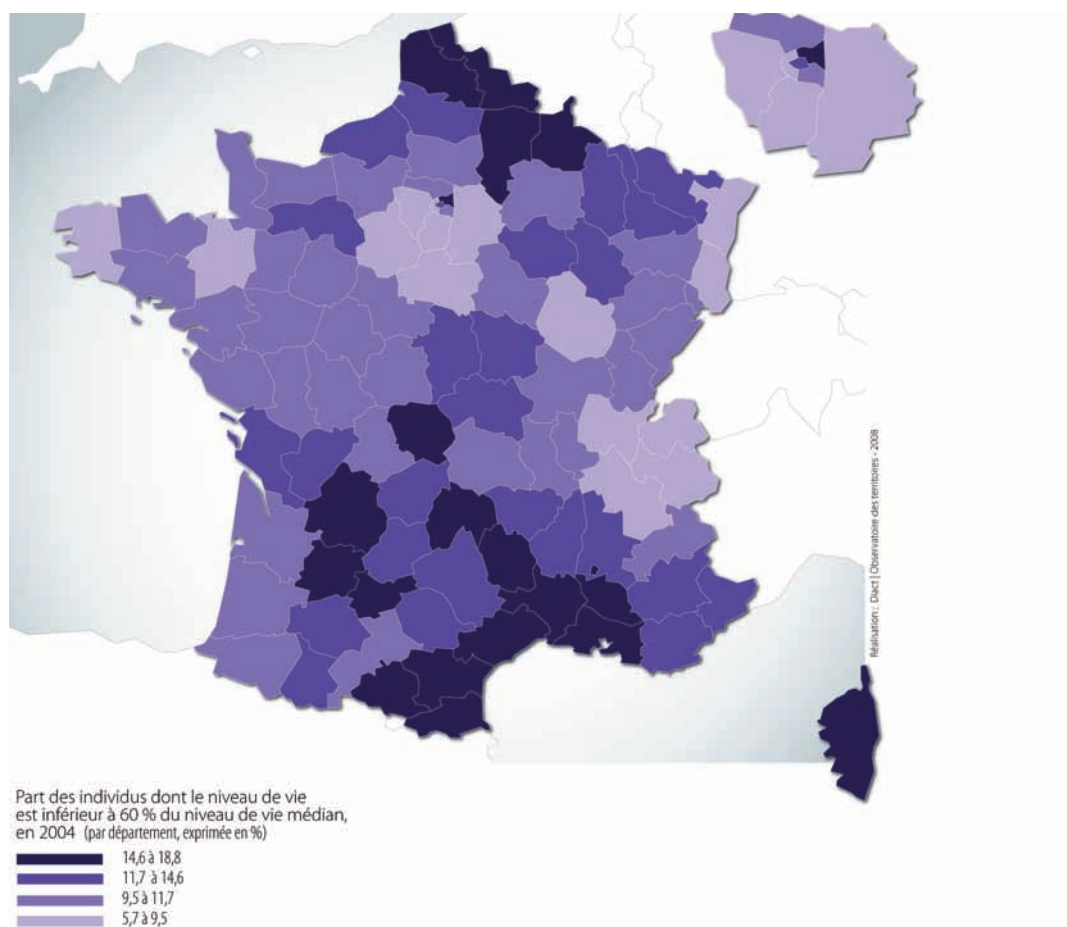 Réalisation : Diact | Observatoire des territoires - 2008
Part des individus dont le niveau de vie
est inférieur à 60 % du niveau de vie médian,
en 2004 (par département, exprimée en %)
14,6 à 18,8
11,7 à 14,6
9,5 à 11,7
5,7 à 9,5